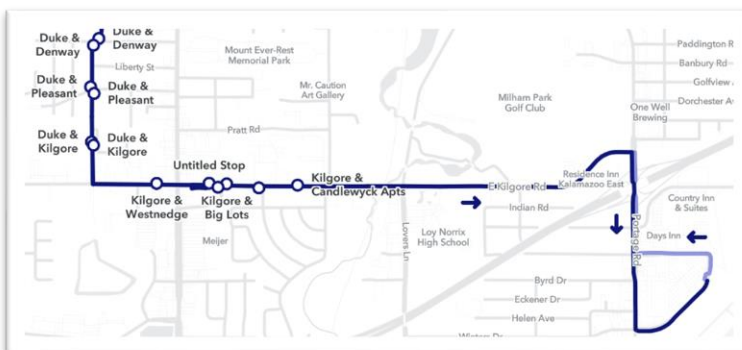 Duke &
Denway
Duke &
Denway
Liberty St
Mount Ever-Rest
Memorial Park
Duke &
Pleasant
Duke &
Pleasant
Mr. Caution
Art Gallery
Milham Park
Golf Club
Paddington R
Banbury Rd
Golfview
Dorchester A
One Well
Brewing
Duke &
Kilgore
Duke &
Kilgore
Pratt Rd
Untitled Stop
Kilgore &
Candlewyck Apts
Kilgore &
Westnedge
Kilgore &
Big Lots
E Kilgore Rd
Residence Inn
Kalamazoo East
Indian Rd
Country Inn
& Suites
Meijer
Lovers Ln
Loy Norrix
High School
Portage Rd
Days Inn
Byrd Dr
Eckener Dr
Helen Ave